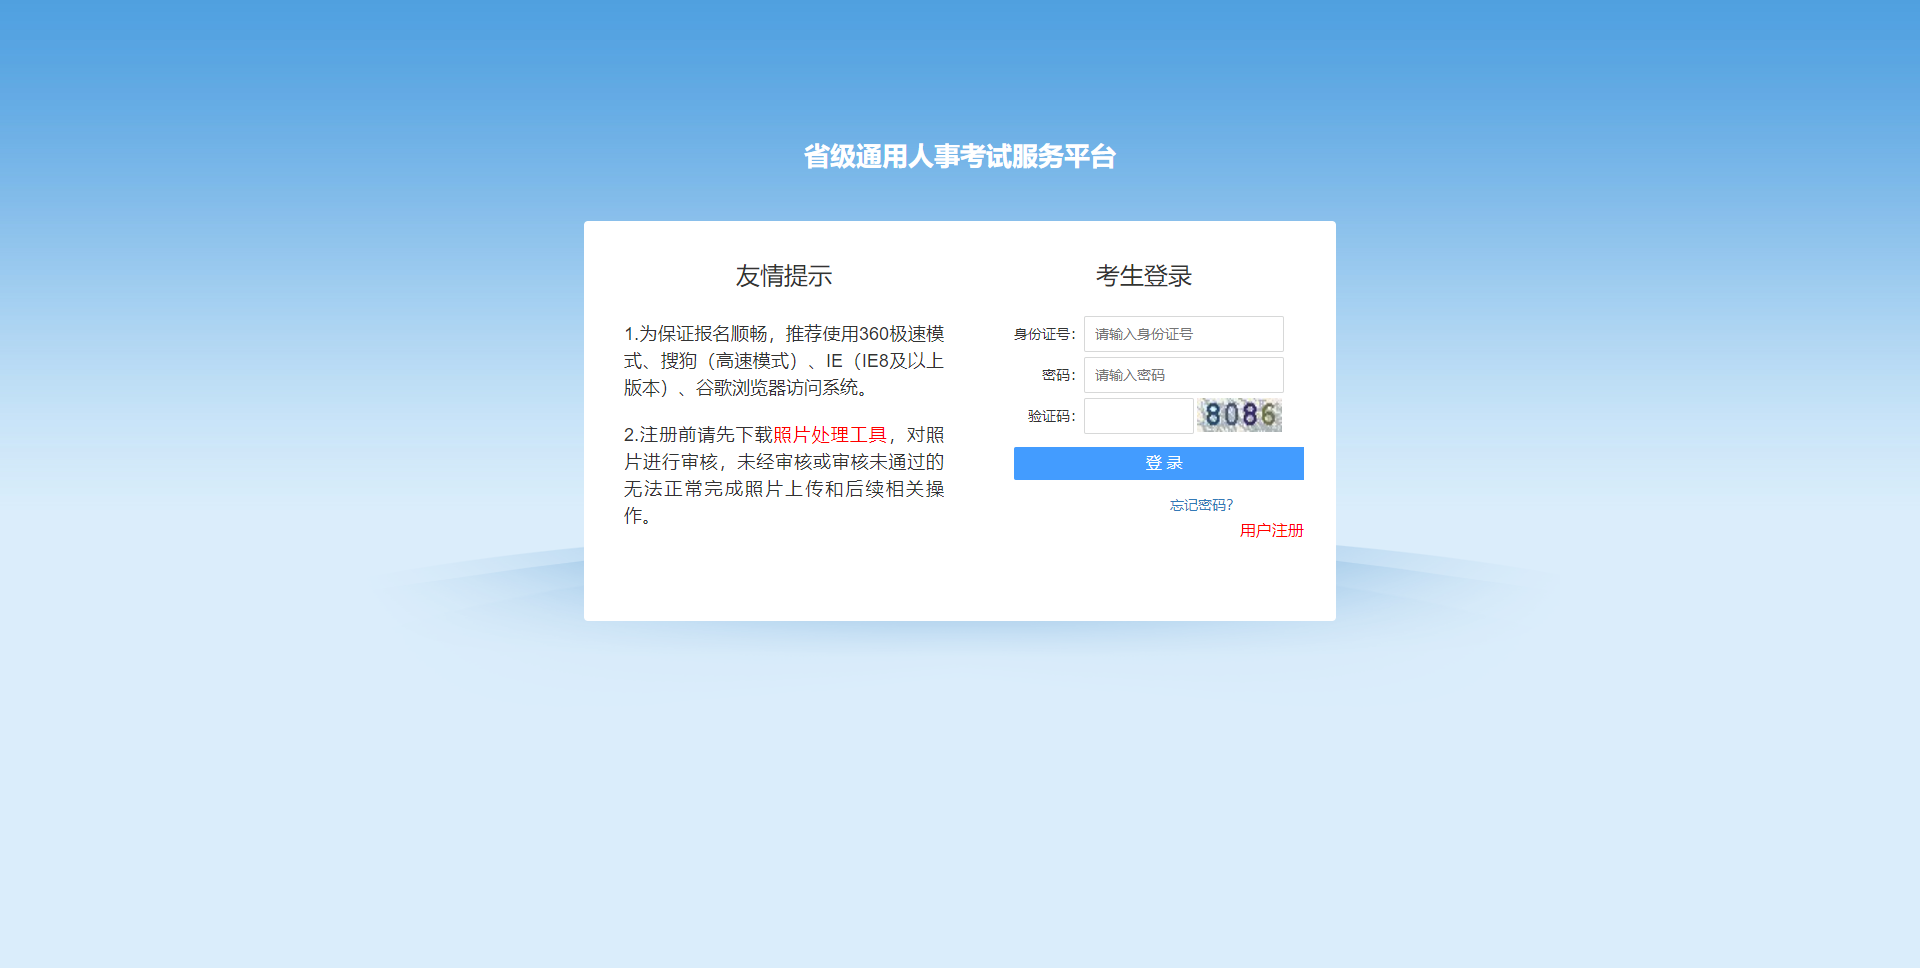 省级通用人事考试服务平台
友情提示
1.为保证报名顺畅，推荐使用360极速模
式、搜狗（高速模式）、IE（IE8及以上
版本）、谷歌浏览器访问系统。
2.注册前请先下载照片处理工具，对照
片进行审核，未经审核或审核未通过的
无法正常完成照片上传和后续相关操
作。
考生登录
身份证号： 请输入身份证号
密码： 请输入密码
验证码： 8086
登 录
忘记密码？
用户注册